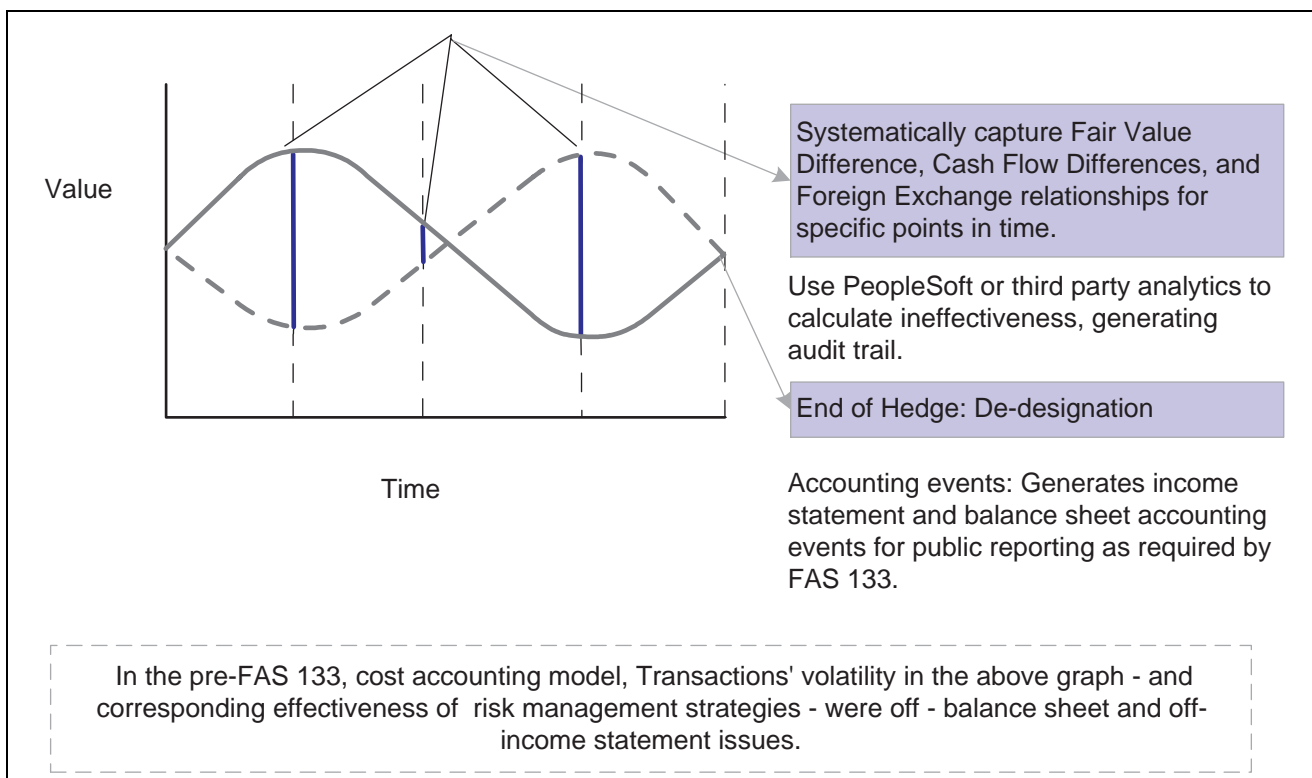 Value
Time
Systematically capture Fair Value
Difference, Cash Flow Differences, and
Foreign Exchange relationships for
specific points in time.
Use PeopleSoft or third party analytics to
calculate ineffectiveness, generating
audit trail.
End of Hedge: De-designation
Accounting events: Generates income
statement and balance sheet accounting
events for public reporting as required by
FAS 133.
In the pre-FAS 133, cost accounting model, Transactions' volatility in the above graph - and
corresponding effectiveness of risk management strategies - were off - balance sheet and off-
income statement issues.